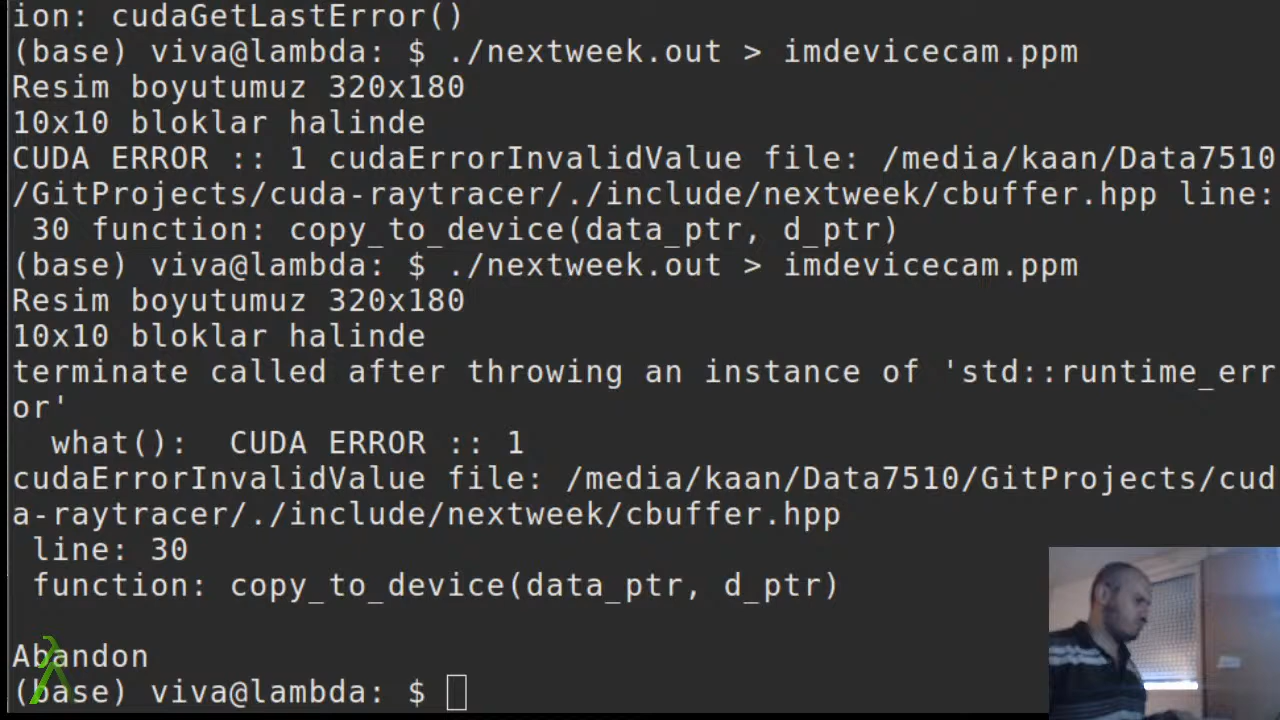 ion: cudaGetLastError()
(base) viva@lambda: $ ./nextweek.out > imdevicecam.ppm
Resim boyutumuz 320x180
10x10 bloklar halinde
CUDA ERROR :: 1 cudaErrorInvalidValue file: /media/kaan/Data7510
/GitProjects/cuda-raytracer/./include/nextweek/cbuffer.hpp line:
 30 function: copy_to_device(data_ptr, d_ptr)
(base) viva@lambda: $ ./nextweek.out > imdevicecam.ppm
Resim boyutumuz 320x180
10x10 bloklar halinde
terminate called after throwing an instance of 'std::runtime_err
or'
  what():  CUDA ERROR :: 1
cudaErrorInvalidValue file: /media/kaan/Data7510/GitProjects/cud
a-raytracer/./include/nextweek/cbuffer.hpp
 line: 30
 function: copy_to_device(data_ptr, d_ptr)
Abandon
(base) viva@lambda: $